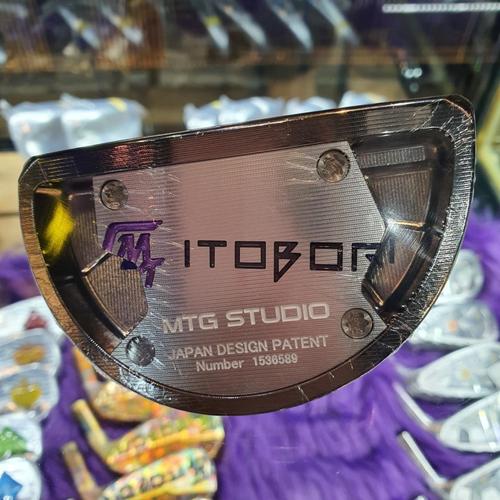 ITOBORI
MTG STUDIO
JAPAN DESIGN PATENT
Number 1536589